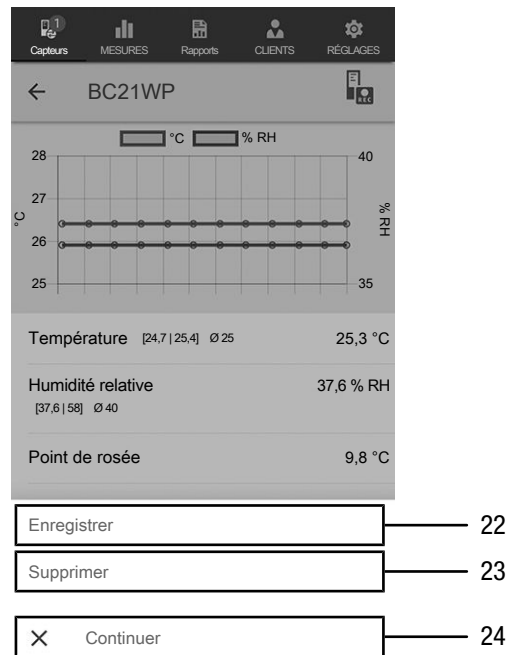 1
Capteurs MESURES Rapports CLIENTS RÉGLAGES
BC21WP
REC
°C % RH
28 40
27
°C % RH
26
25 35
Température [24,7 | 25,4] Ø 25 25,3 °C
Humidité relative 37,6 % RH
[37,6 | 58] Ø 40
Point de rosée 9,8 °C
Enregistrer 22
Supprimer 23
Continuer 24